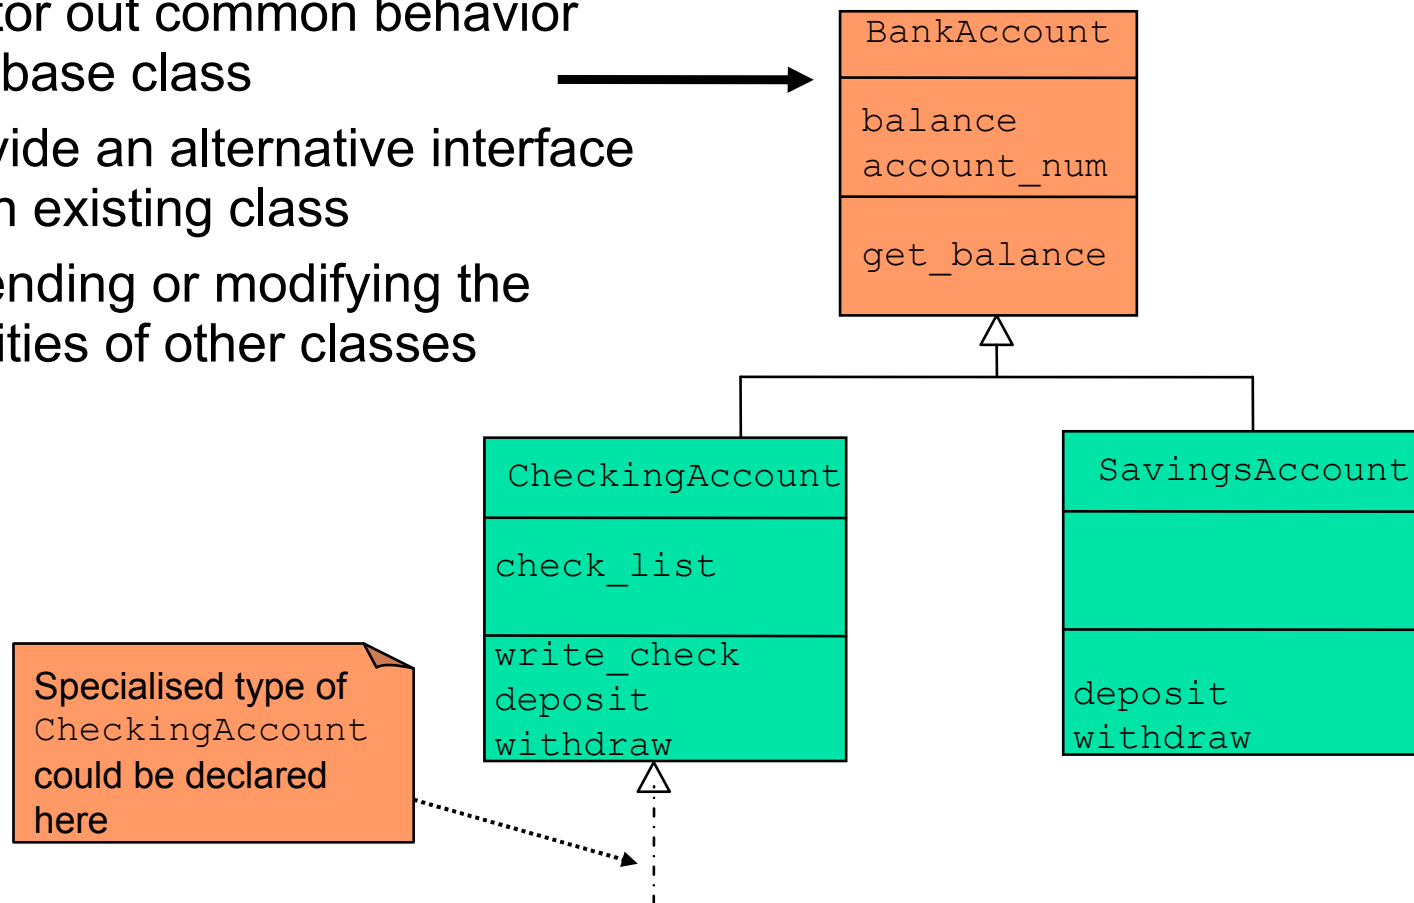 tor out common behavior
base class
vide an alternative interface
n existing class
ending or modifying the
ities of other classes
BankAccount
balance
account_num
get_balance
CheckingAccount
check_list
write_check
deposit
withdraw
SavingsAccount
deposit
withdraw
Specialised type of
CheckingAccount
could be declared
here